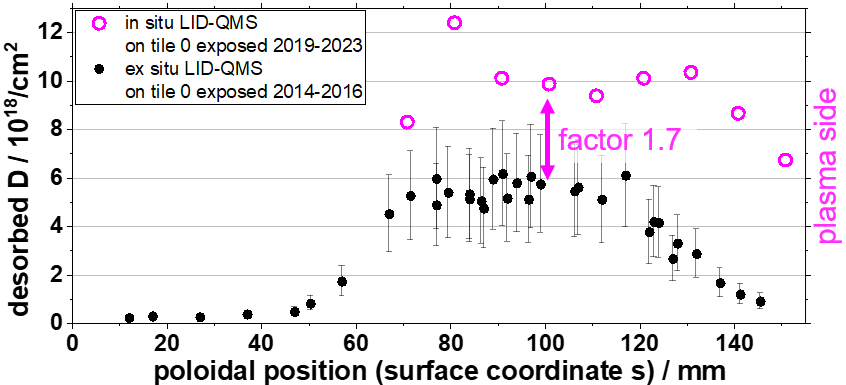 in situ LID-QMS
on tile 0 exposed 2019-2023
ex situ LID-QMS
on tile 0 exposed 2014-2016
factor 1.7
plasma side
desorbed D / 10¹⁸/cm²
12
10
8
6
4
2
0
0 20 40 60 80 100 120 140
poloidal position (surface coordinate s) / mm